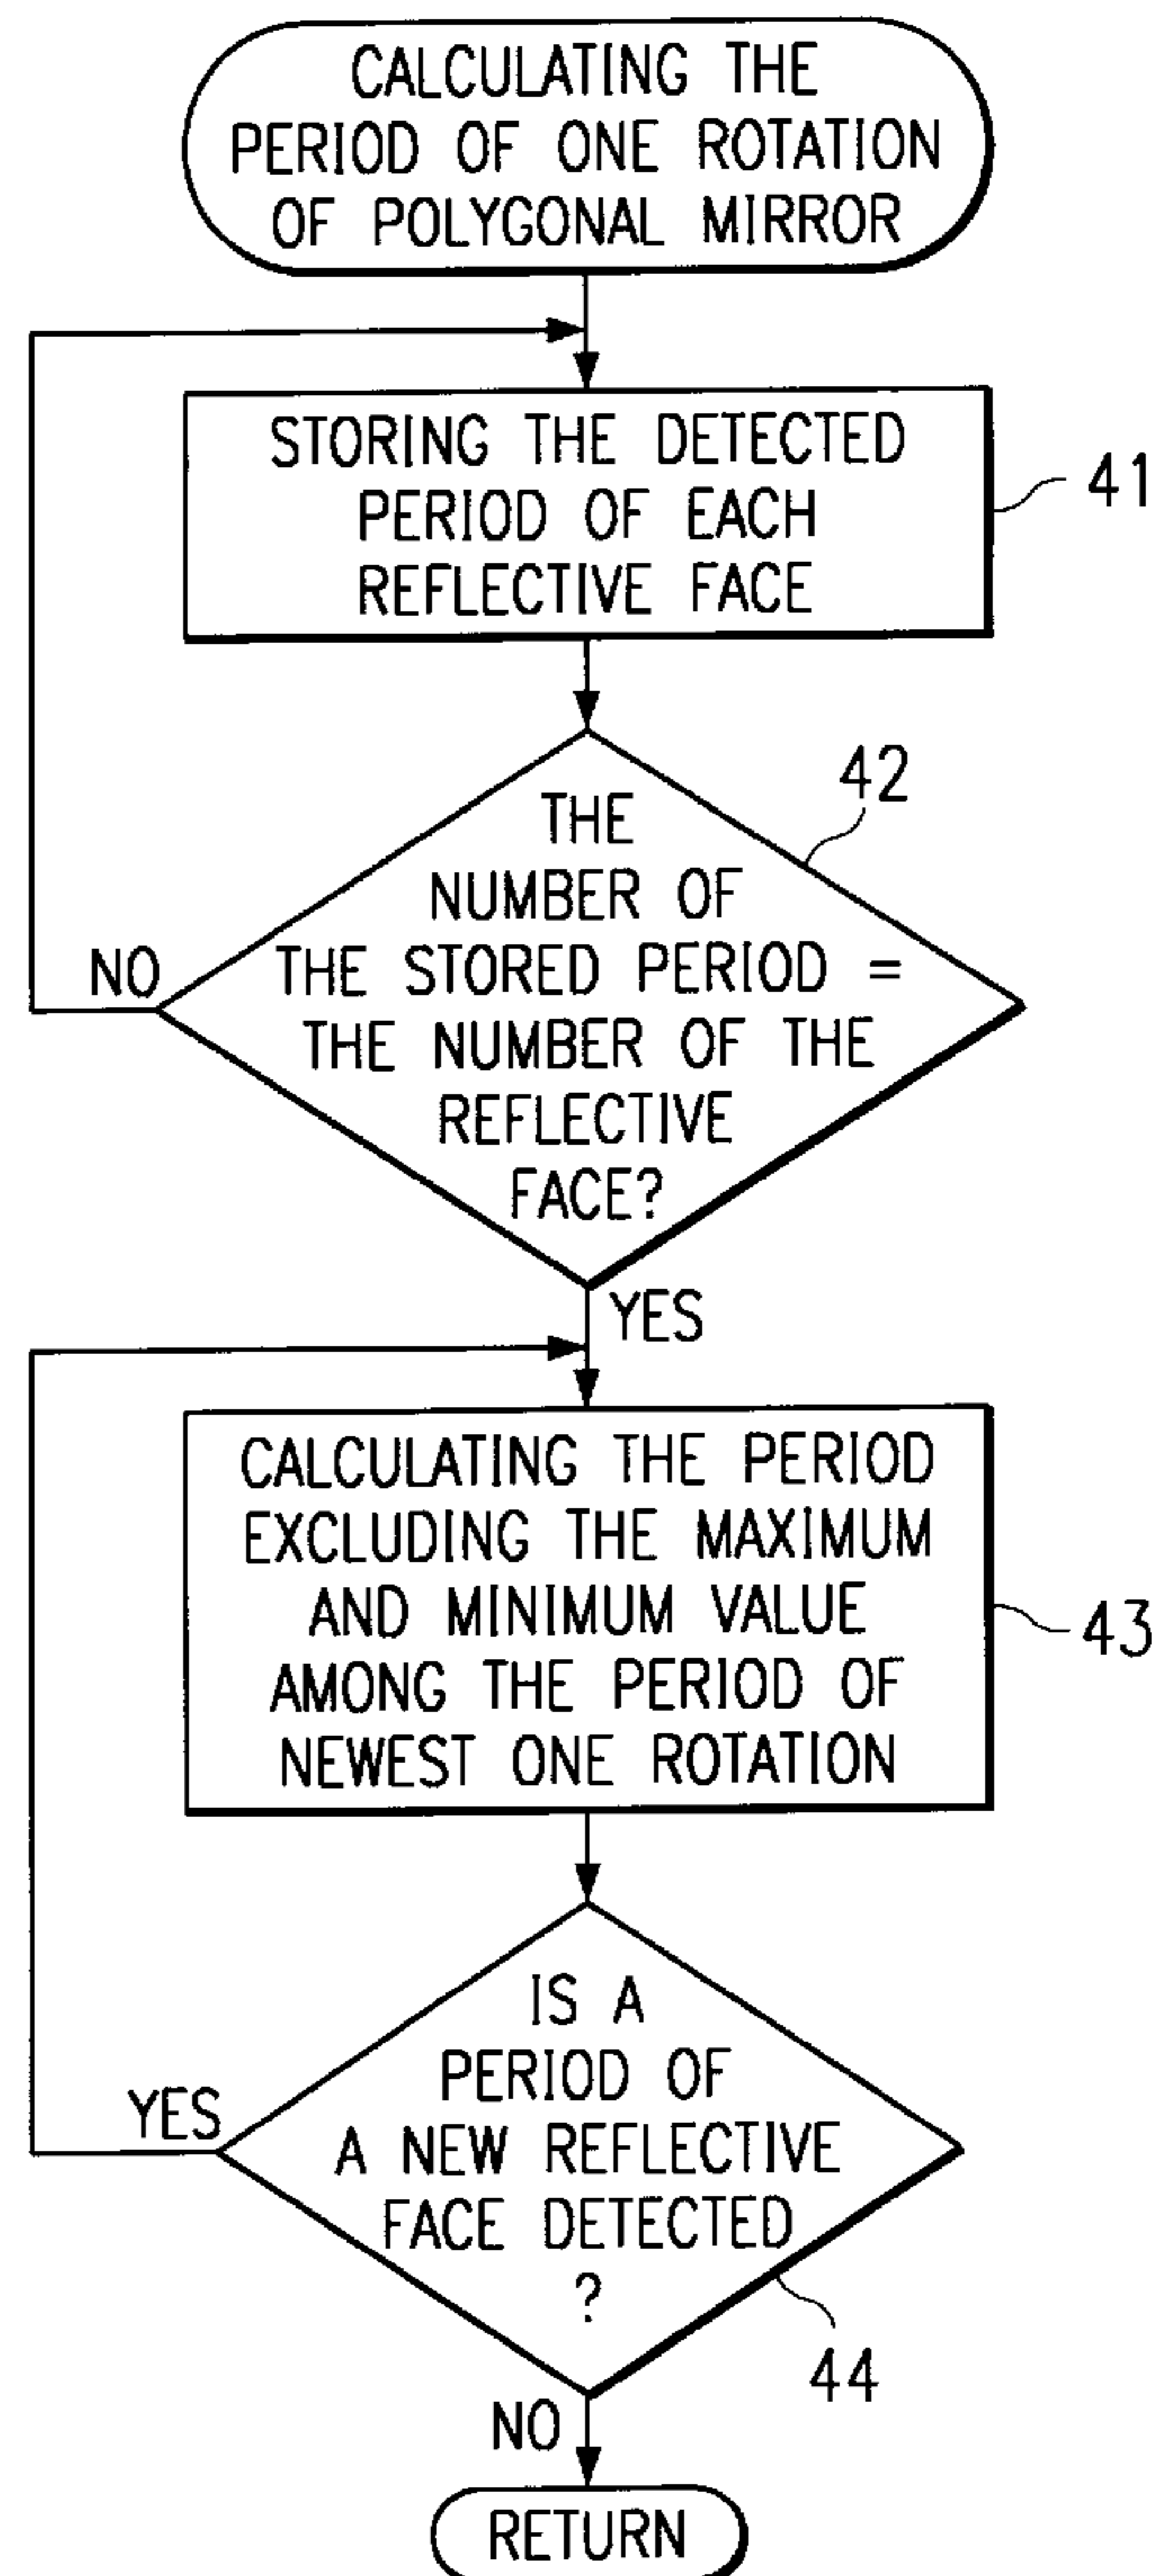 CALCULATING THE
PERIOD OF ONE ROTATION
OF POLYGONAL MIRROR
STORING THE DETECTED
PERIOD OF EACH
REFLECTIVE FACE
41
42
THE
NUMBER OF
THE STORED PERIOD =
THE NUMBER OF THE
REFLECTIVE
FACE?
NO
YES
CALCULATING THE PERIOD
EXCLUDING THE MAXIMUM
AND MINIMUM VALUE
AMONG THE PERIOD OF
NEWEST ONE ROTATION
43
IS A
PERIOD OF
A NEW REFLECTIVE
FACE DETECTED
?
YES
44
NO
RETURN